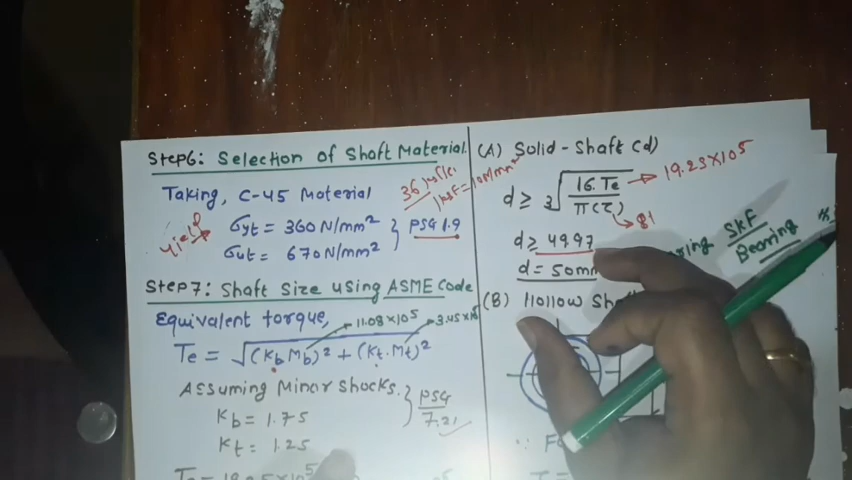 Step6: Selection of Shaft Material.
Taking, C-45 Material
Yield
σyt = 360 N/mm²
σut = 670 N/mm²
PSG 1.9
Step7: Shaft Size using ASME Code
Equivalent torque,
11.08×10⁵
Te = √(Kb Mb)² + (Kt. Mt)²
Assuming Minor Shocks.
Kb = 1.75
Kt = 1.25
PSG
7.21
(A) Solid-Shaft (d)
d ≥ 3√16.Te/π(τ)
19.23×10⁵
81
d ≥ 49.97
d = 50mm
SKF
Bearing
(B) Hollow Sha